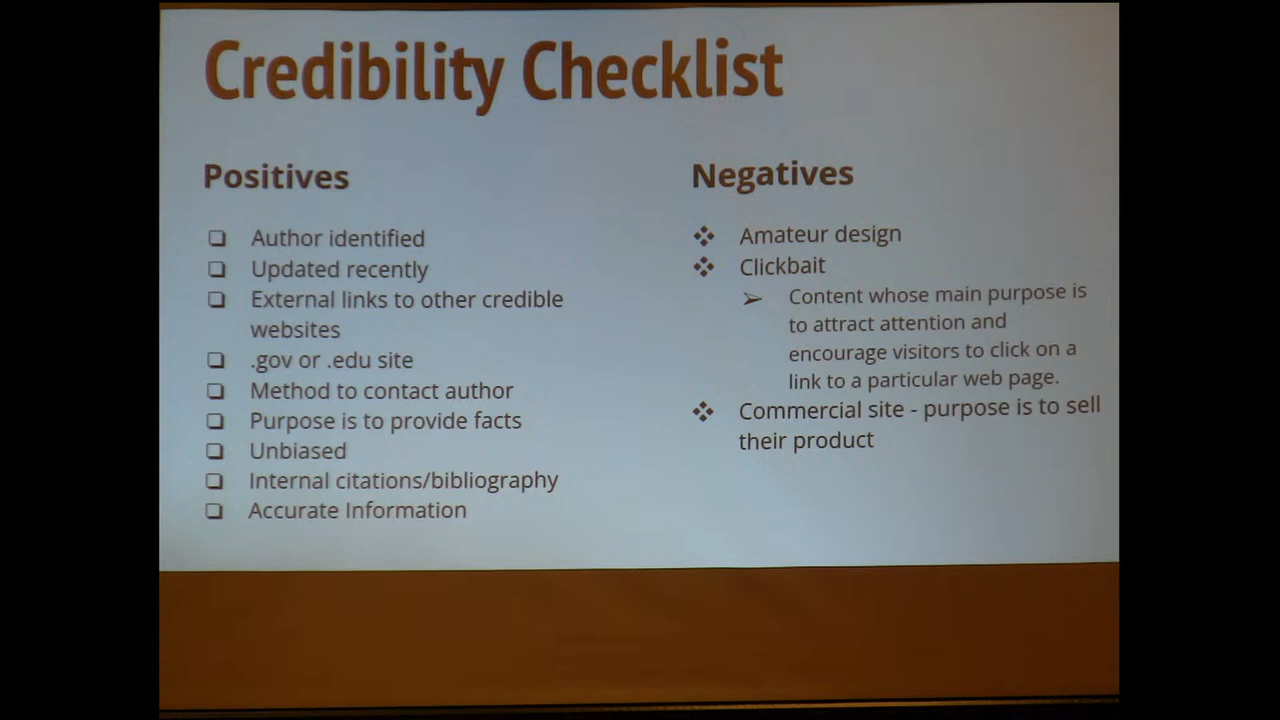 Credibility Checklist
Positives
❑ Author identified
❑ Updated recently
❑ External links to other credible
websites
❑ .gov or .edu site
❑ Method to contact author
❑ Purpose is to provide facts
❑ Unbiased
❑ Internal citations/bibliography
❑ Accurate Information
Negatives
❖ Amateur design
❖ Clickbait
➢ Content whose main purpose is
to attract attention and
encourage visitors to click on a
link to a particular web page.
❖ Commercial site - purpose is to sell
their product